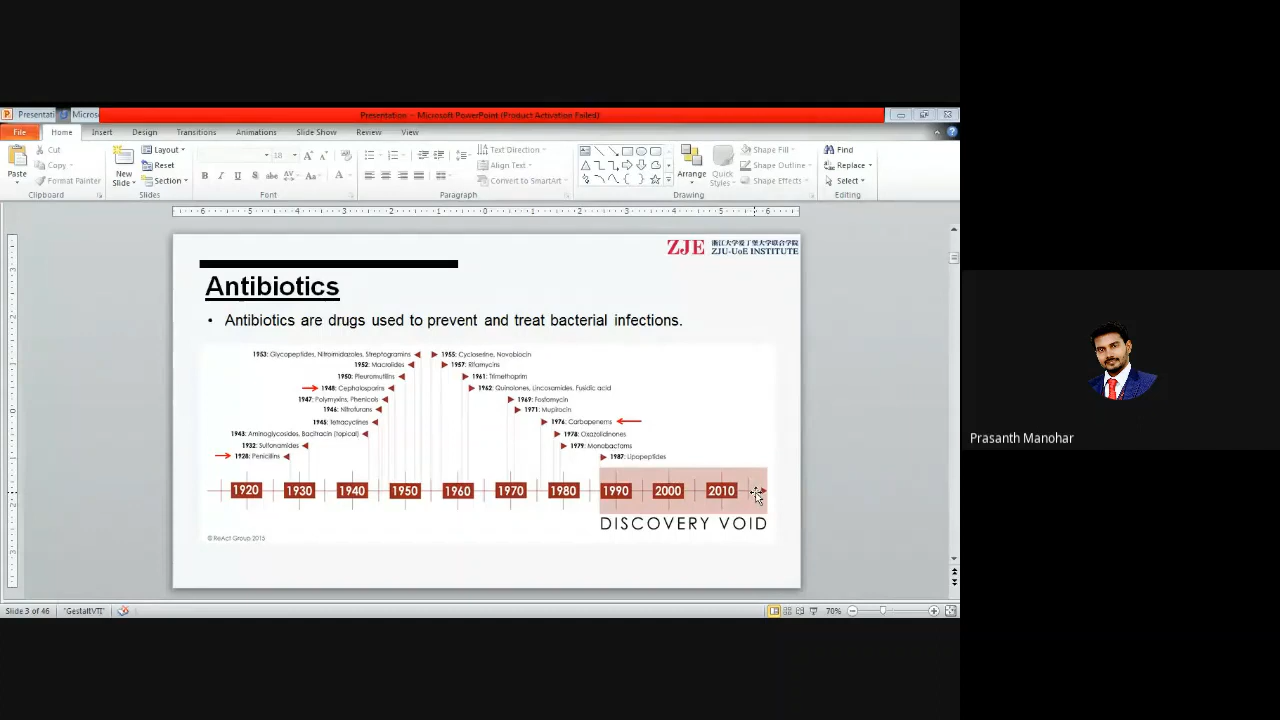 Presentati
Micros
Presentation - Microsoft PowerPoint (Product Activation Failed)
File Home Insert Design Transitions Animations Slide Show Review View
Cut
Copy
Format Painter
Paste
Clipboard
New
Slide
Layout
Reset
Section
Slides
18
Font
Paragraph
Text Direction
Align Text
Convert to SmartArt
Arrange
Quick
Styles
Shape Fill
Shape Outline
Shape Effects
Drawing
Find
Replace
Select
Editing
ZJE 浙江大学爱丁堡大学联合学院
ZJU-UoE INSTITUTE
Antibiotics
• Antibiotics are drugs used to prevent and treat bacterial infections.
1953: Glycopeptides, Nitroimidazoles, Streptogramins
1952: Macrolides
1950: Pleuromutilins
1948: Cephalosporins
1947: Polymyxins, Phenicols
1946: Nitrofurans
1945: Tetracyclines
1943: Aminoglycosides, Bacitracin (topical)
1932: Sulfonamides
1928: Penicillins
1955: Cycloserine, Novobiocin
1957: Rifamycins
1961: Trimethoprim
1962: Quinolones, Lincosamides, Fusidic acid
1969: Fosfomycin
1971: Mupirocin
1976: Carbapenems
1978: Oxazolidinones
1979: Monobactams
1987: Lipopeptides
1920 1930 1940 1950 1960 1970 1980 1990 2000 2010
DISCOVERY VOID
© ReAct Group 2015
Slide 3 of 46
"GestaltVTI"
70%
Prasanth Manohar